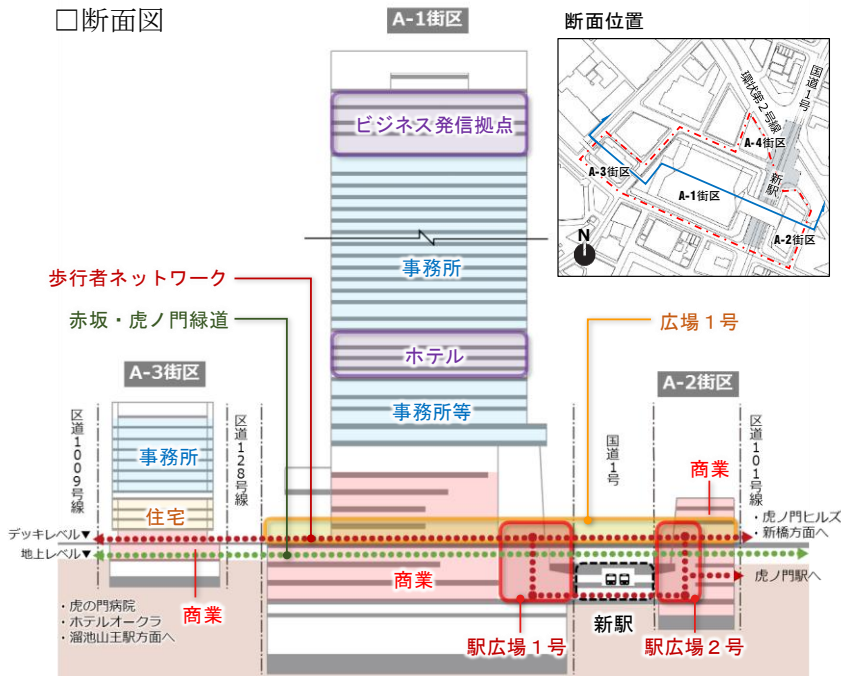 □断面図
A-1街区
断面位置
国道1号
環状第2号線
A-4街区
新駅
A-3街区
A-1街区
A-2街区
N
ビジネス発信拠点
事務所
歩行者ネットワーク
赤坂・虎ノ門緑道
広場1号
ホテル
A-3街区
A-2街区
事務所等
区道1009号線
区道128号線
国道1号
区道101号線
事務所
商業
住宅
・虎ノ門ヒルズ
・新橋方面へ
デッキレベル▼
地上レベル▼
商業
虎ノ門駅へ
・虎の門病院
・ホテルオークラ
・溜池山王駅方面へ
商業
新駅
駅広場1号
駅広場2号